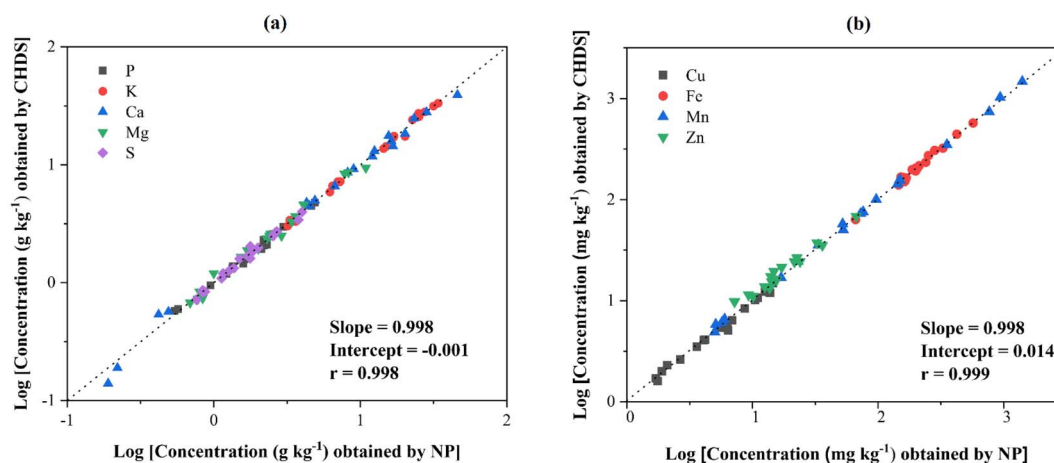 (a)
Log [Concentration (g kg⁻¹) obtained by CHDS]
2
1
0
-1
P
K
Ca
Mg
S
Slope = 0.998
Intercept = -0.001
r = 0.998
-1 0 1 2
Log [Concentration (g kg⁻¹) obtained by NP]
(b)
Log [Concentration (mg kg⁻¹) obtained by CHDS]
3
2
1
0
Cu
Fe
Mn
Zn
Slope = 0.998
Intercept = 0.014
r = 0.999
0 1 2 3
Log [Concentration (mg kg⁻¹) obtained by NP]